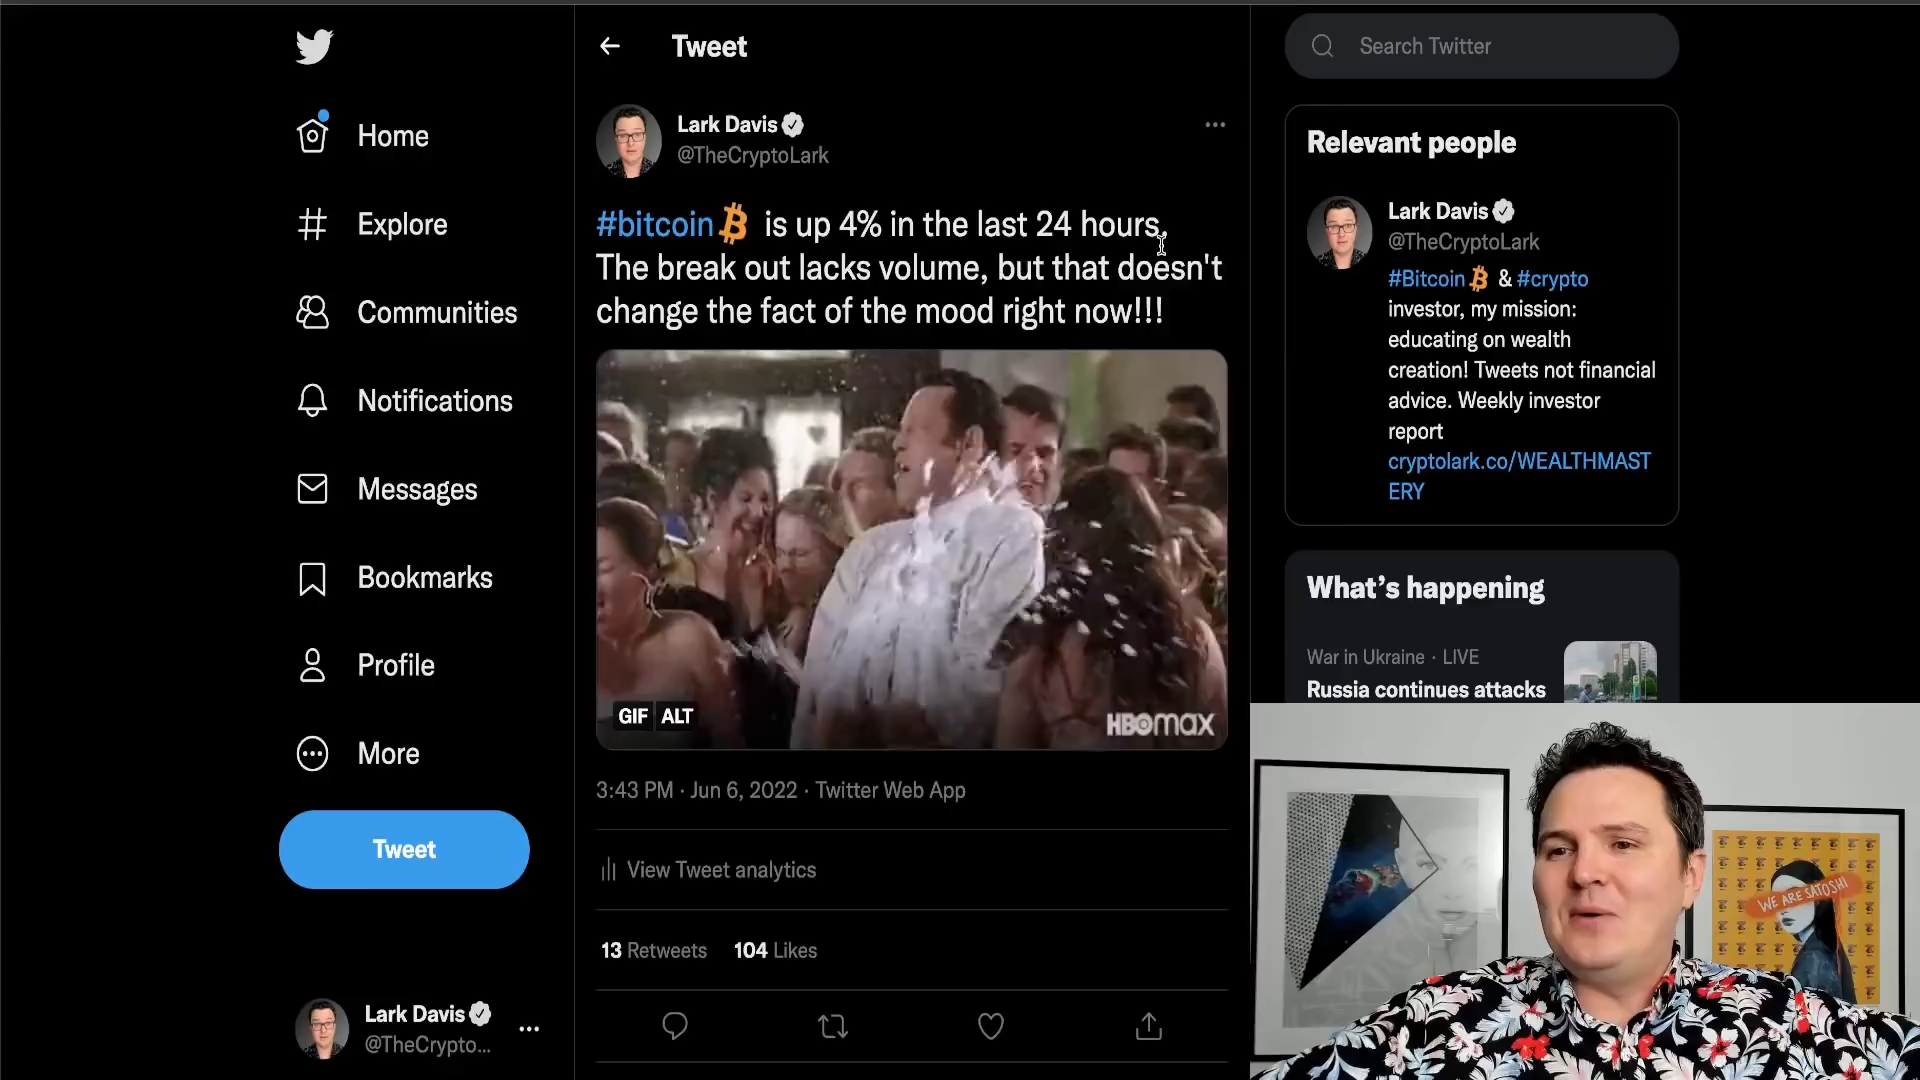 Home
Explore
Communities
Notifications
Messages
Bookmarks
Profile
More
Tweet
Lark Davis
@TheCrypto...
Tweet
Lark Davis
@TheCryptoLark
#bitcoin is up 4% in the last 24 hours.
The break out lacks volume, but that doesn't
change the fact of the mood right now!!!
GIF ALT
HBOmax
3:43 PM · Jun 6, 2022 · Twitter Web App
View Tweet analytics
13 Retweets 104 Likes
Search Twitter
Relevant people
Lark Davis
@TheCryptoLark
#Bitcoin & #crypto
investor, my mission:
educating on wealth
creation! Tweets not financial
advice. Weekly investor
report
cryptolark.co/WEALTHMAST
ERY
What's happening
War in Ukraine · LIVE
Russia continues attacks
WE ARE SATOSHI